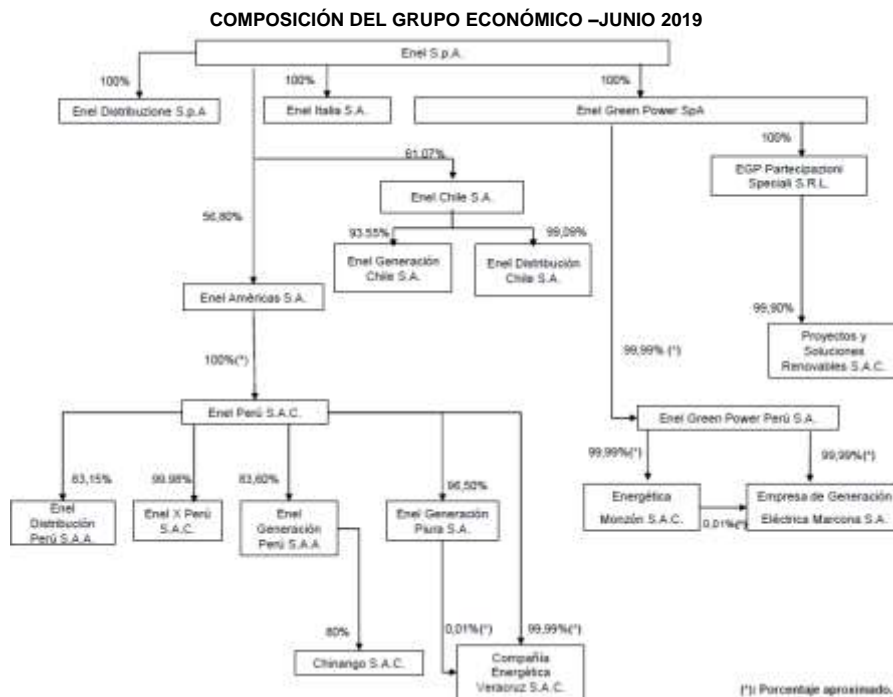 COMPOSICIÓN DEL GRUPO ECONÓMICO –JUNIO 2019
Enel S.p.A.
100%
100%
100%
Enel Distribuzione S.p.A
Enel Italia S.A.
Enel Green Power SpA
100%
61.07%
EGP Partecipazioni
Speciali S.R.L.
Enel Chile S.A.
56,80%
93.55%
99,09%
Enel Generación
Chile S.A.
Enel Distribución
Chile S.A.
Enel Américas S.A.
99,90%
Proyectos y
Soluciones
Renovables S.A.C.
99,99% (*)
100%(*)
Enel Perú S.A.C.
Enel Green Power Perú S.A.
83,15%
99.98%
83,60%
96,50%
99,99%(*)
99,99%(*)
Enel
Distribución
Perú S.A.A.
Enel X Perú
S.A.C.
Enel
Generación
Perú S.A.A
Enel Generación
Piura S.A.
Energética
Monzón S.A.C.
0,01%(*)
Empresa de Generación
Eléctrica Marcona S.A.
80%
0,01%(*)
99,99%(*)
Chinango S.A.C.
Compañía
Energética
Veracruz S.A.C.
(*): Porcentaje aproximado.